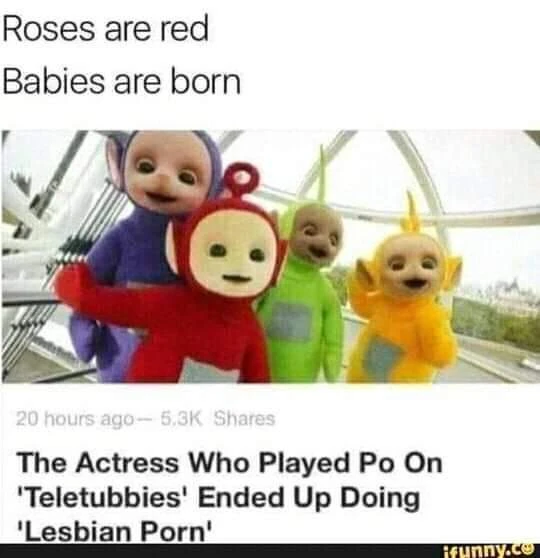 Roses are red
Babies are born
20 hours ago— 5.3K Shares
The Actress Who Played Po On
'Teletubbies' Ended Up Doing
'Lesbian Porn'
ifunny.ce